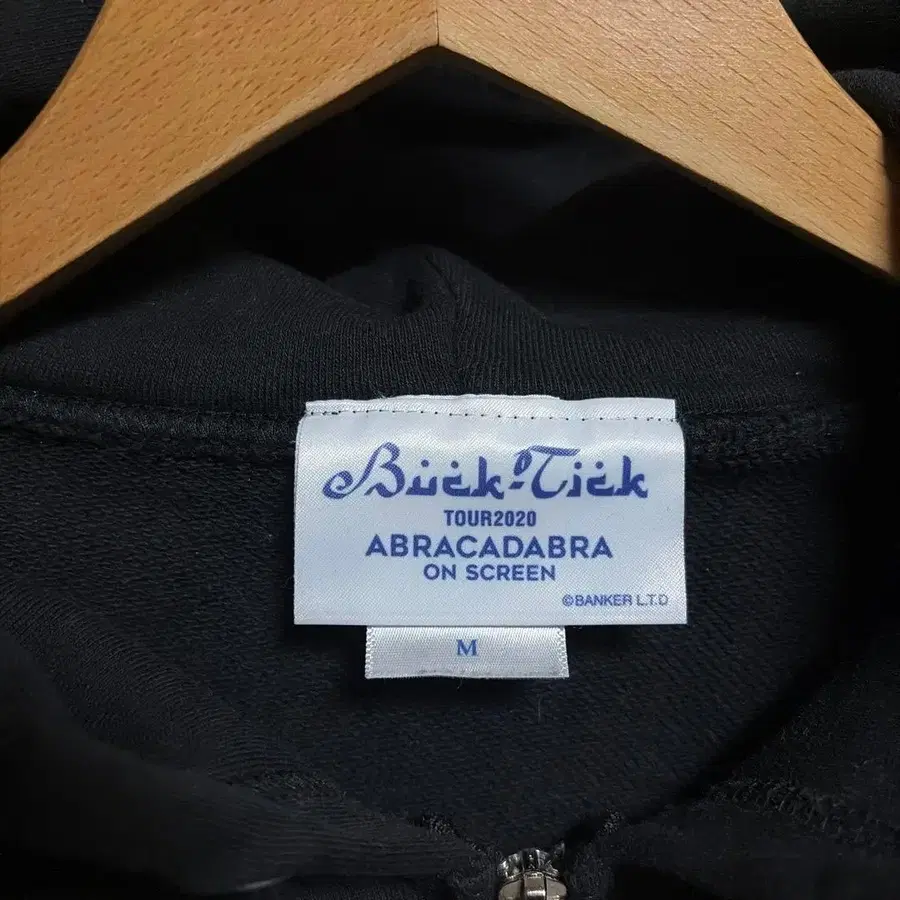 Buck-Tick
TOUR2020
ABRACADABRA
ON SCREEN
©BANKER L.T.D
M